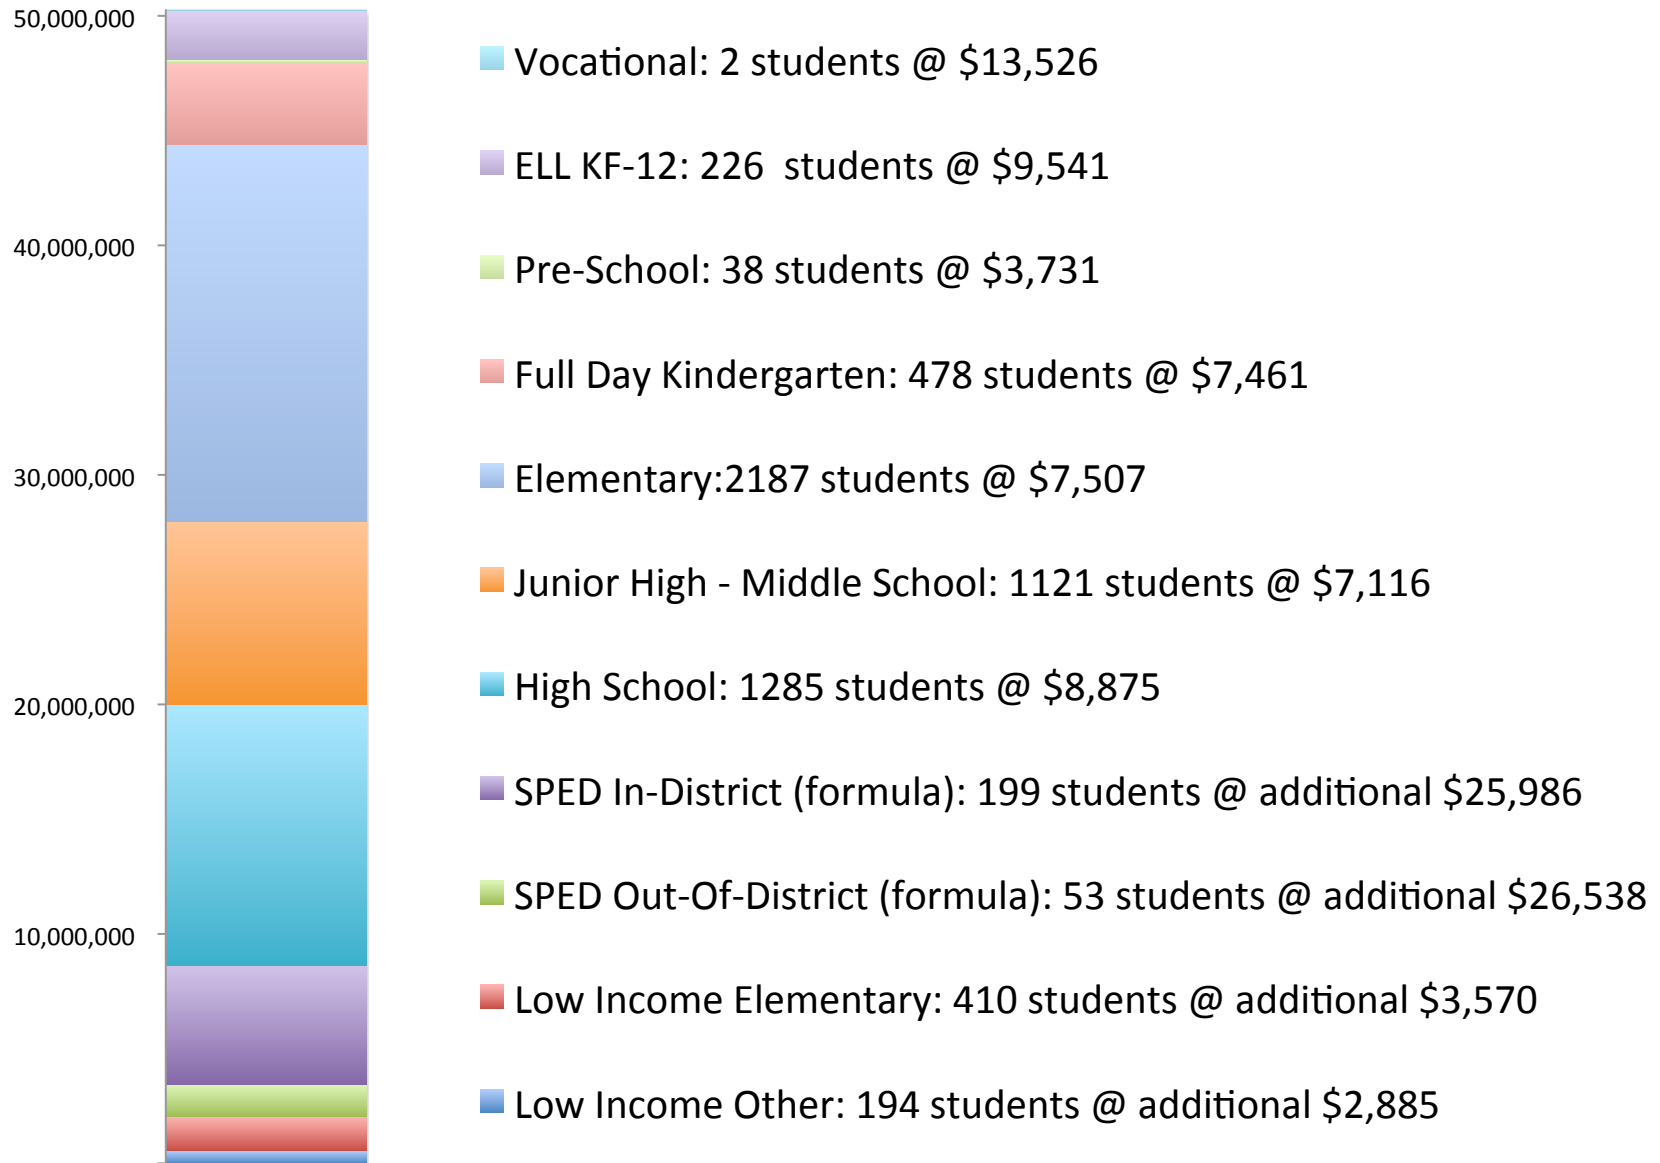 50,000,000
40,000,000
30,000,000
20,000,000
10,000,000
Vocational: 2 students @ $13,526
ELL KF-12: 226  students @ $9,541
Pre-School: 38 students @ $3,731
Full Day Kindergarten: 478 students @ $7,461
Elementary:2187 students @ $7,507
Junior High - Middle School: 1121 students @ $7,116
High School: 1285 students @ $8,875
SPED In-District (formula): 199 students @ additional $25,986
SPED Out-Of-District (formula): 53 students @ additional $26,538
Low Income Elementary: 410 students @ additional $3,570
Low Income Other: 194 students @ additional $2,885